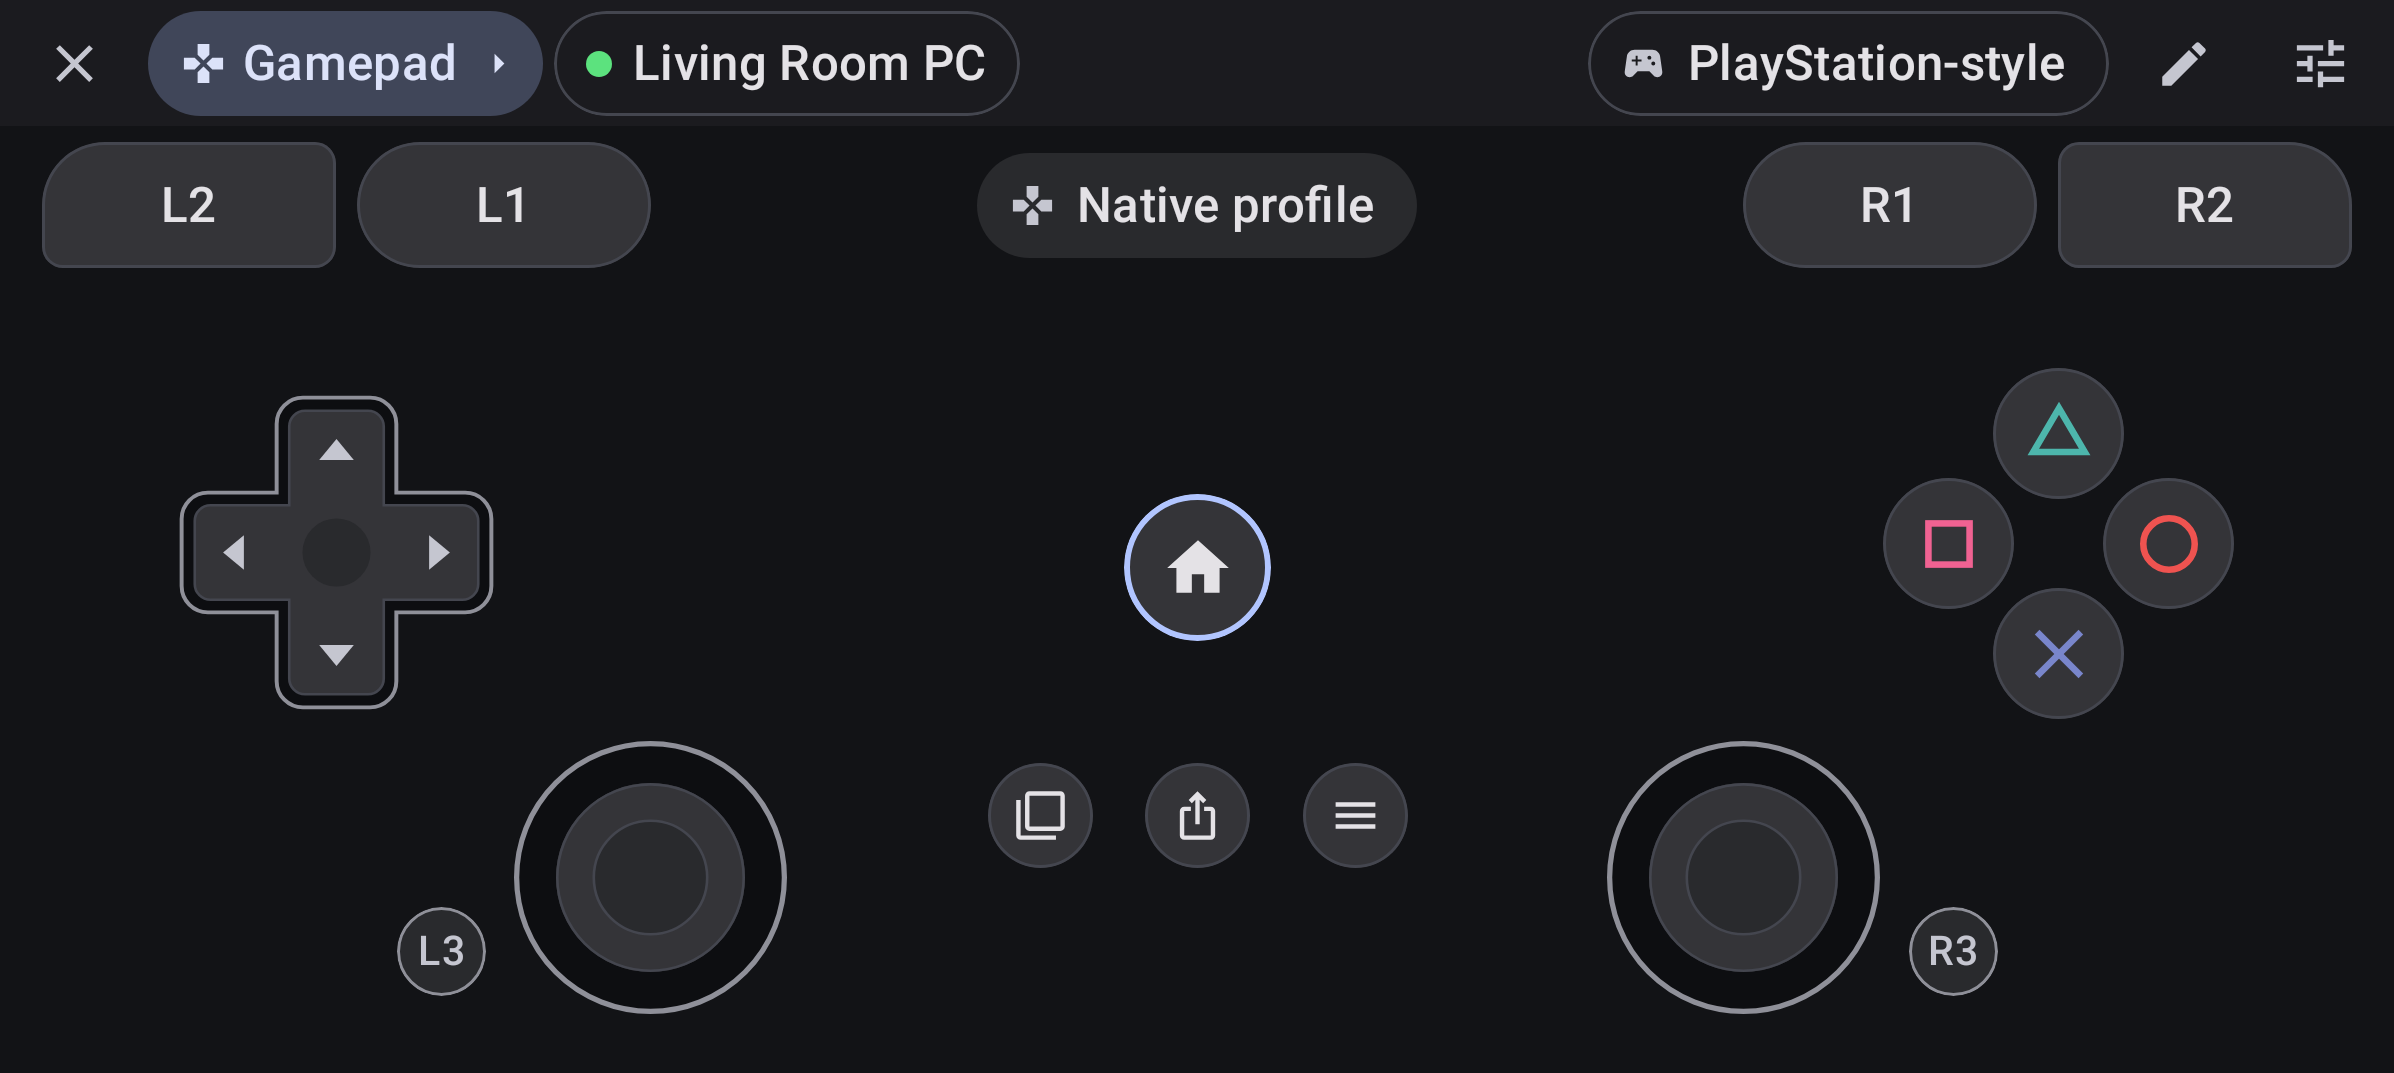 Gamepad
Living Room PC
PlayStation-style
L2
L1
Native profile
R1
R2
L3
R3